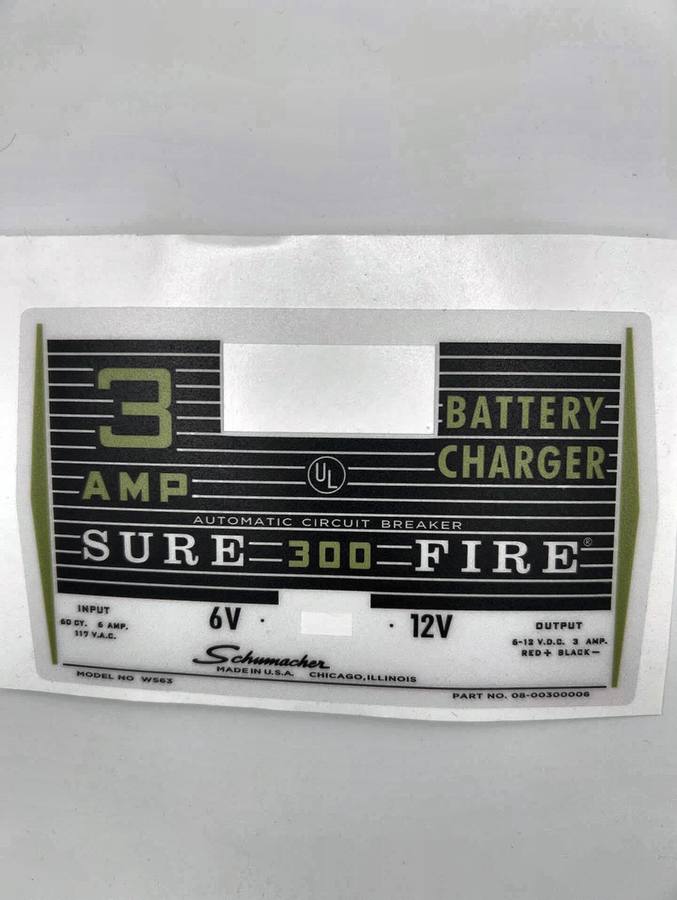 3
AMP
BATTERY
CHARGER
UL
AUTOMATIC CIRCUIT BREAKER
SURE 300 FIRE®
INPUT
60 CY. 6 AMP.
117 V.A.C.
6V · · 12V
OUTPUT
6-12 V.D.C. 3 AMP.
RED + BLACK −
Schumacher
MADE IN U.S.A. CHICAGO, ILLINOIS
MODEL NO WS63
PART NO. 08-00300006